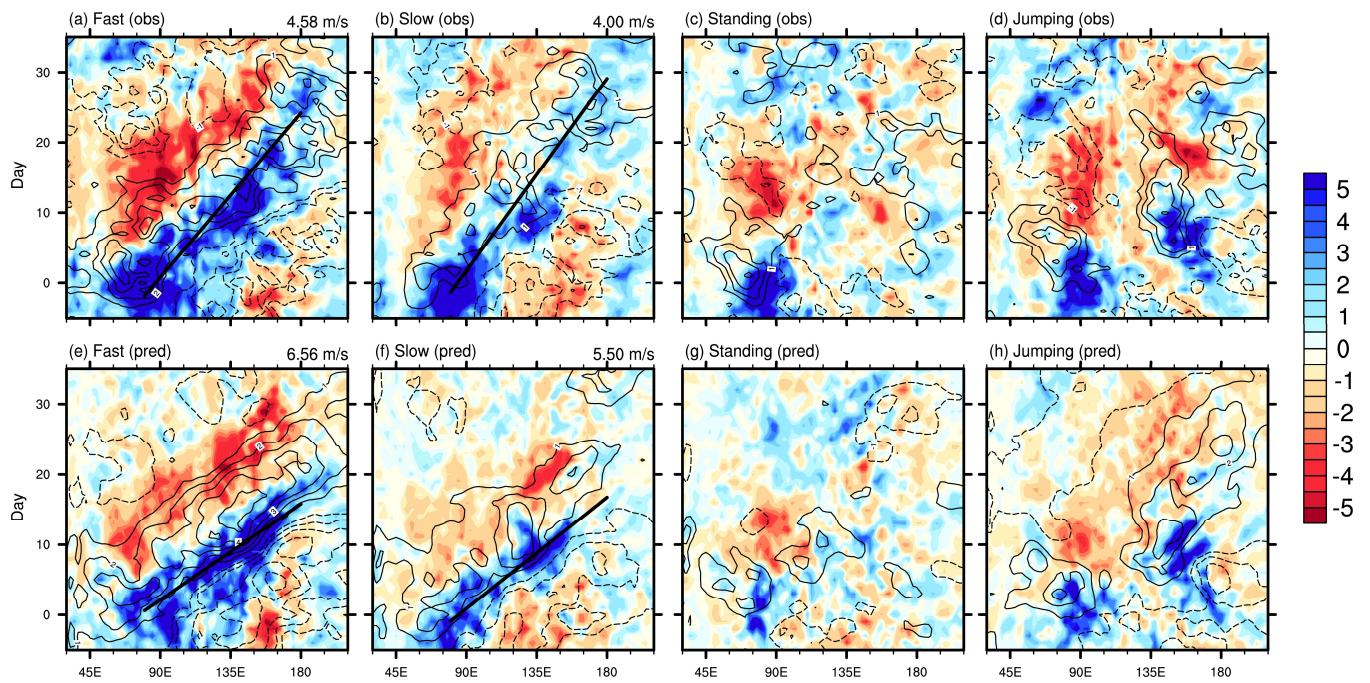 (a) Fast (obs) 4.58 m/s
(b) Slow (obs) 4.00 m/s
(c) Standing (obs)
(d) Jumping (obs)
30
20
10
0
Day
(e) Fast (pred) 6.56 m/s
(f) Slow (pred) 5.50 m/s
(g) Standing (pred)
(h) Jumping (pred)
30
20
10
0
Day
45E 90E 135E 180
45E 90E 135E 180
45E 90E 135E 180
45E 90E 135E 180
5
4
3
2
1
0
-1
-2
-3
-4
-5